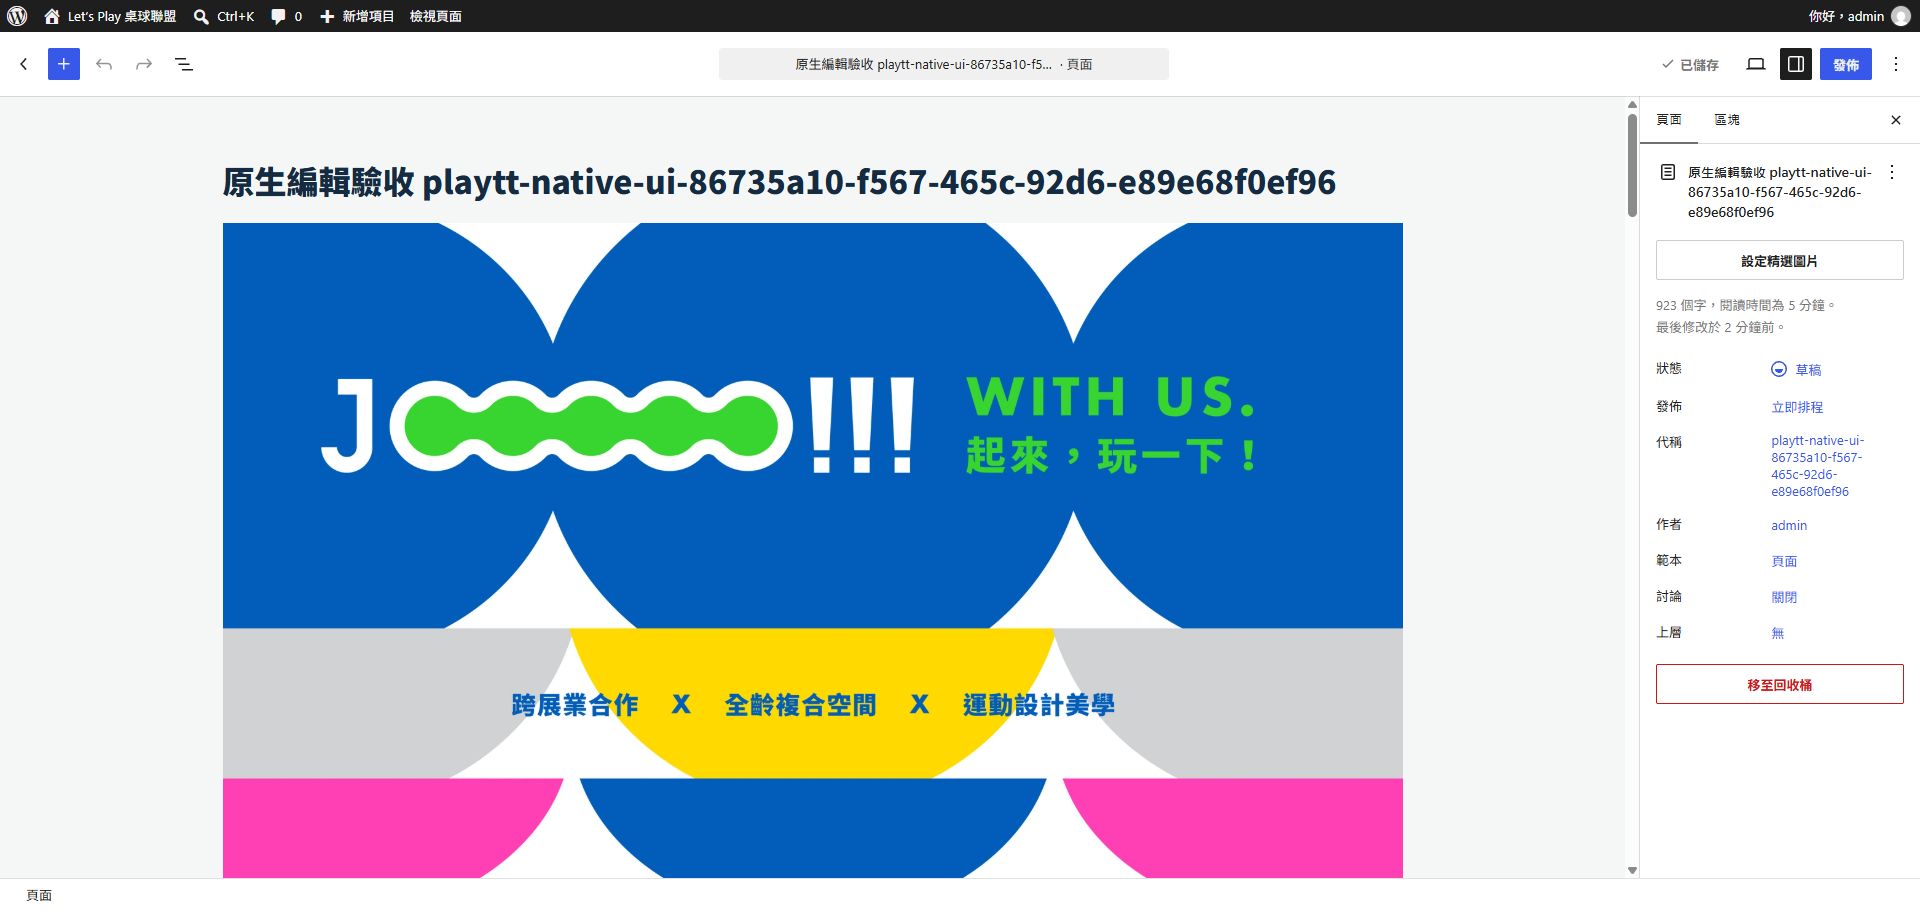 Let's Play 桌球聯盟 Ctrl+K 0 新增項目 檢視頁面 你好，admin
原生編輯驗收 playtt-native-ui-86735a10-f5... · 頁面
已儲存
發佈
原生編輯驗收 playtt-native-ui-86735a10-f567-465c-92d6-e89e68f0ef96
J
!!!
WITH US.
起來，玩一下！
跨展業合作 X 全齡複合空間 X 運動設計美學
頁面 區塊
原生編輯驗收 playtt-native-ui-
86735a10-f567-465c-92d6-
e89e68f0ef96
設定精選圖片
923 個字，閱讀時間為 5 分鐘。
最後修改於 2 分鐘前。
狀態 草稿
發佈 立即排程
代稱 playtt-native-ui-
86735a10-f567-
465c-92d6-
e89e68f0ef96
作者 admin
範本 頁面
討論 關閉
上層 無
移至回收桶
頁面